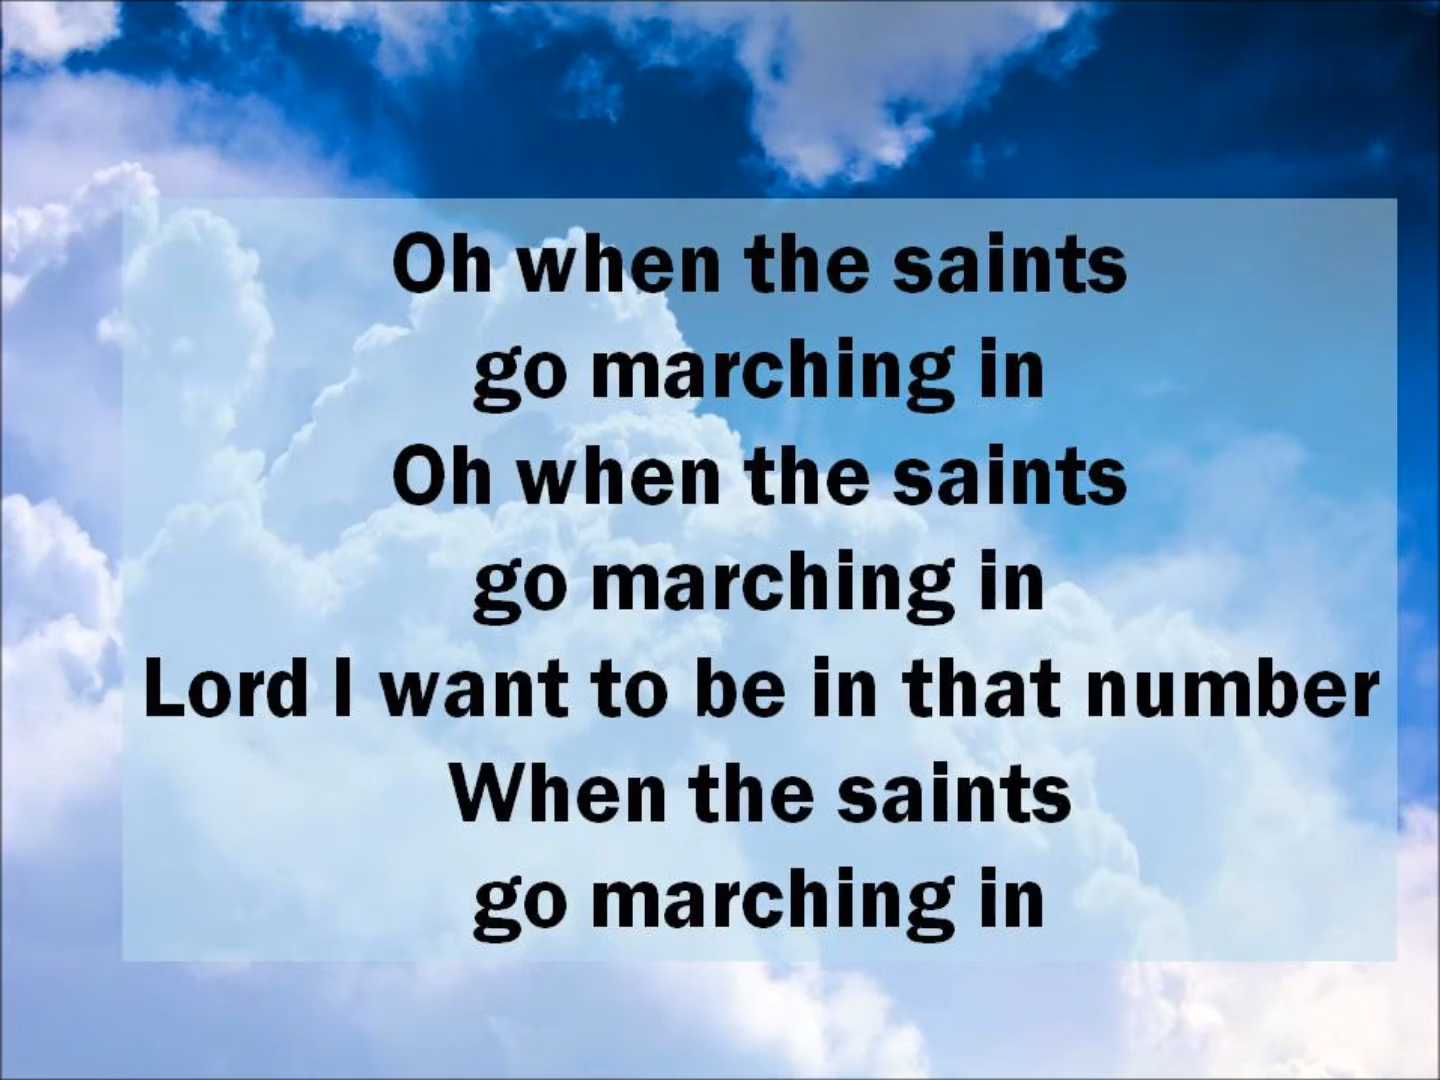 Oh when the saints
go marching in
Oh when the saints
go marching in
Lord I want to be in that number
When the saints
go marching in